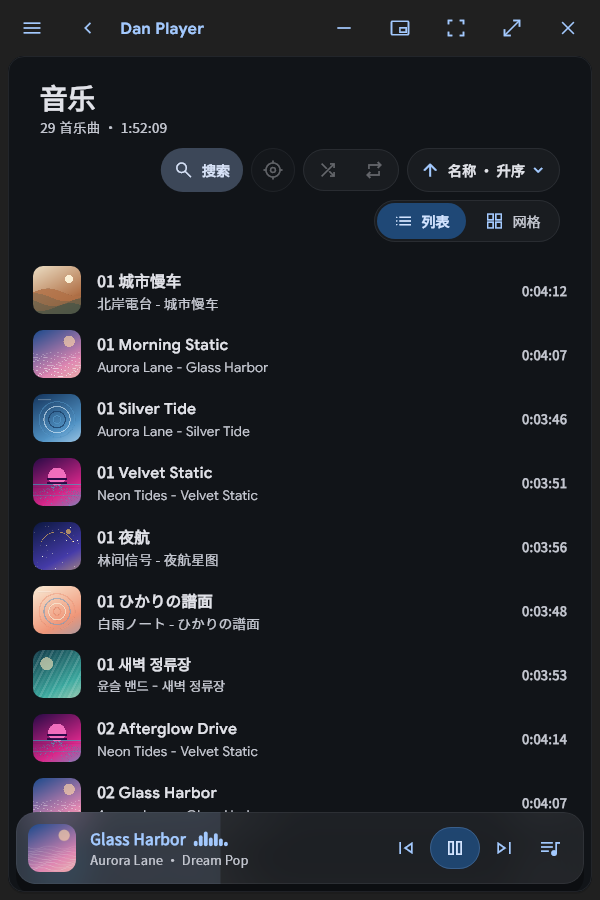 Dan Player
音乐
29 首乐曲 • 1:52:09
搜索
名称 • 升序
列表
网格
01 城市慢车
北岸電台 - 城市慢车
0:04:12
01 Morning Static
Aurora Lane - Glass Harbor
0:04:07
01 Silver Tide
Aurora Lane - Silver Tide
0:03:46
01 Velvet Static
Neon Tides - Velvet Static
0:03:51
01 夜航
林间信号 - 夜航星图
0:03:56
01 ひかりの譜面
白雨ノート - ひかりの譜面
0:03:48
01 새벽 정류장
윤슬 밴드 - 새벽 정류장
0:03:53
02 Afterglow Drive
Neon Tides - Velvet Static
0:04:14
02 Glass Harbor
0:04:07
Glass Harbor
Aurora Lane • Dream Pop